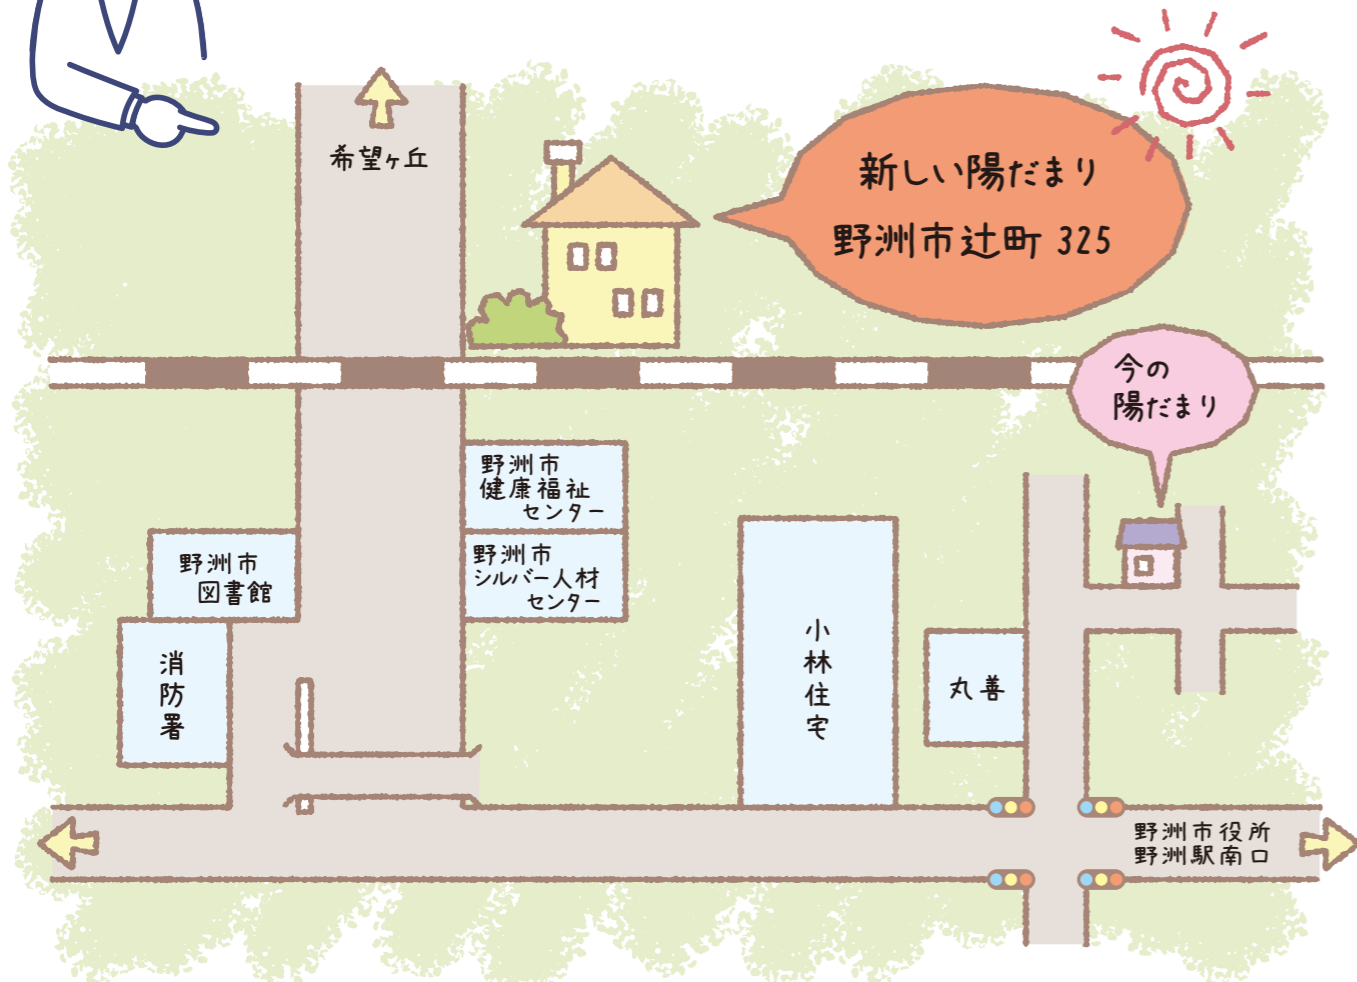 希望ヶ丘
新しい陽だまり
野洲市辻町 325
今の
陽だまり
野洲市
健康福祉
センター
野洲市
シルバー人材
センター
野洲市
図書館
消防署
小林住宅
丸善
野洲市役所
野洲駅南口